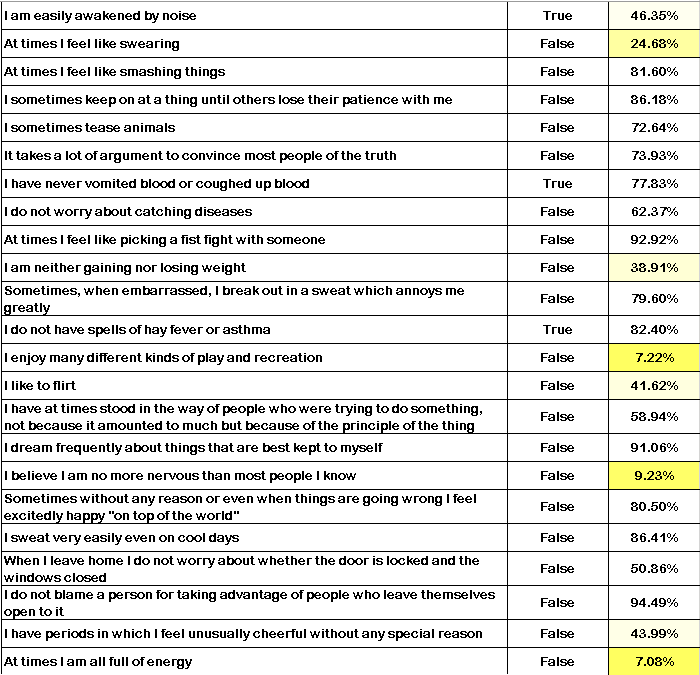 I am easily awakened by noise True 46.35%
At times I feel like swearing False 24.68%
At times I feel like smashing things False 81.60%
I sometimes keep on at a thing until others lose their patience with me False 86.18%
I sometimes tease animals False 72.64%
It takes a lot of argument to convince most people of the truth False 73.93%
I have never vomited blood or coughed up blood True 77.83%
I do not worry about catching diseases False 62.37%
At times I feel like picking a fist fight with someone False 92.92%
I am neither gaining nor losing weight False 38.91%
Sometimes, when embarrassed, I break out in a sweat which annoys me
greatly False 79.60%
I do not have spells of hay fever or asthma True 82.40%
I enjoy many different kinds of play and recreation False 7.22%
I like to flirt False 41.62%
I have at times stood in the way of people who were trying to do something,
not because it amounted to much but because of the principle of the thing False 58.94%
I dream frequently about things that are best kept to myself False 91.06%
I believe I am no more nervous than most people I know False 9.23%
Sometimes without any reason or even when things are going wrong I feel
excitedly happy "on top of the world" False 80.50%
I sweat very easily even on cool days False 86.41%
When I leave home I do not worry about whether the door is locked and the
windows closed False 50.86%
I do not blame a person for taking advantage of people who leave themselves
open to it False 94.49%
I have periods in which I feel unusually cheerful without any special reason False 43.99%
At times I am all full of energy False 7.08%